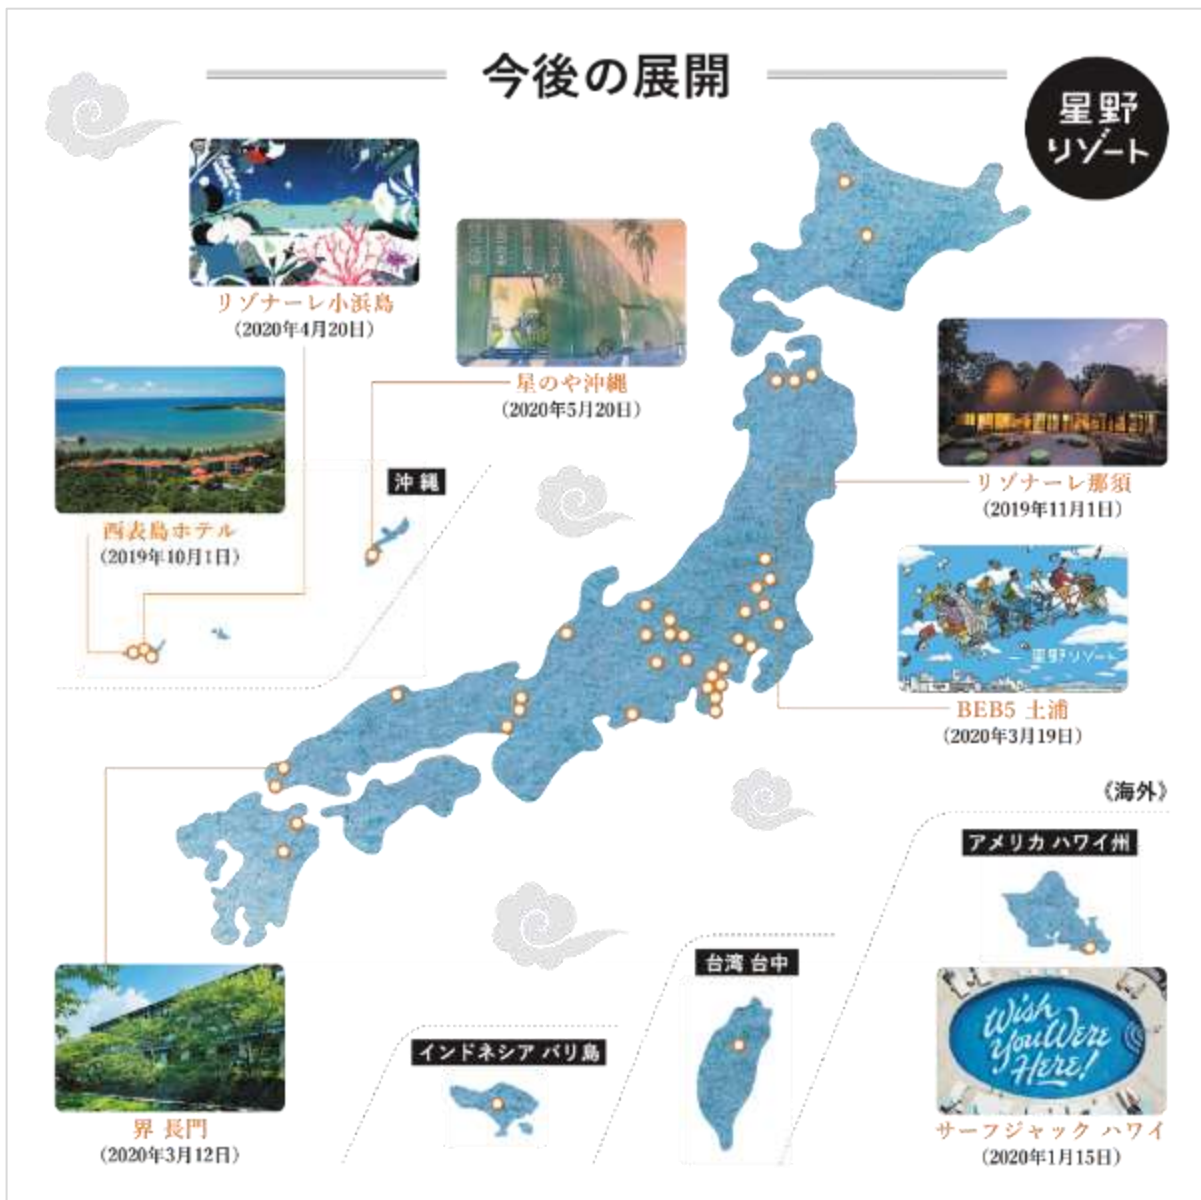 今後の展開
星野
リゾート
リゾナーレ小浜島
(2020年4月20日)
星のや沖縄
(2020年5月20日)
西表島ホテル
(2019年10月1日)
沖縄
リゾナーレ那須
(2019年11月1日)
星野リゾート
BEB5 土浦
(2020年3月19日)
《海外》
アメリカ ハワイ州
Wish
You Were
Here!
サーフジャック ハワイ
(2020年1月15日)
台湾 台中
インドネシア バリ島
界 長門
(2020年3月12日)